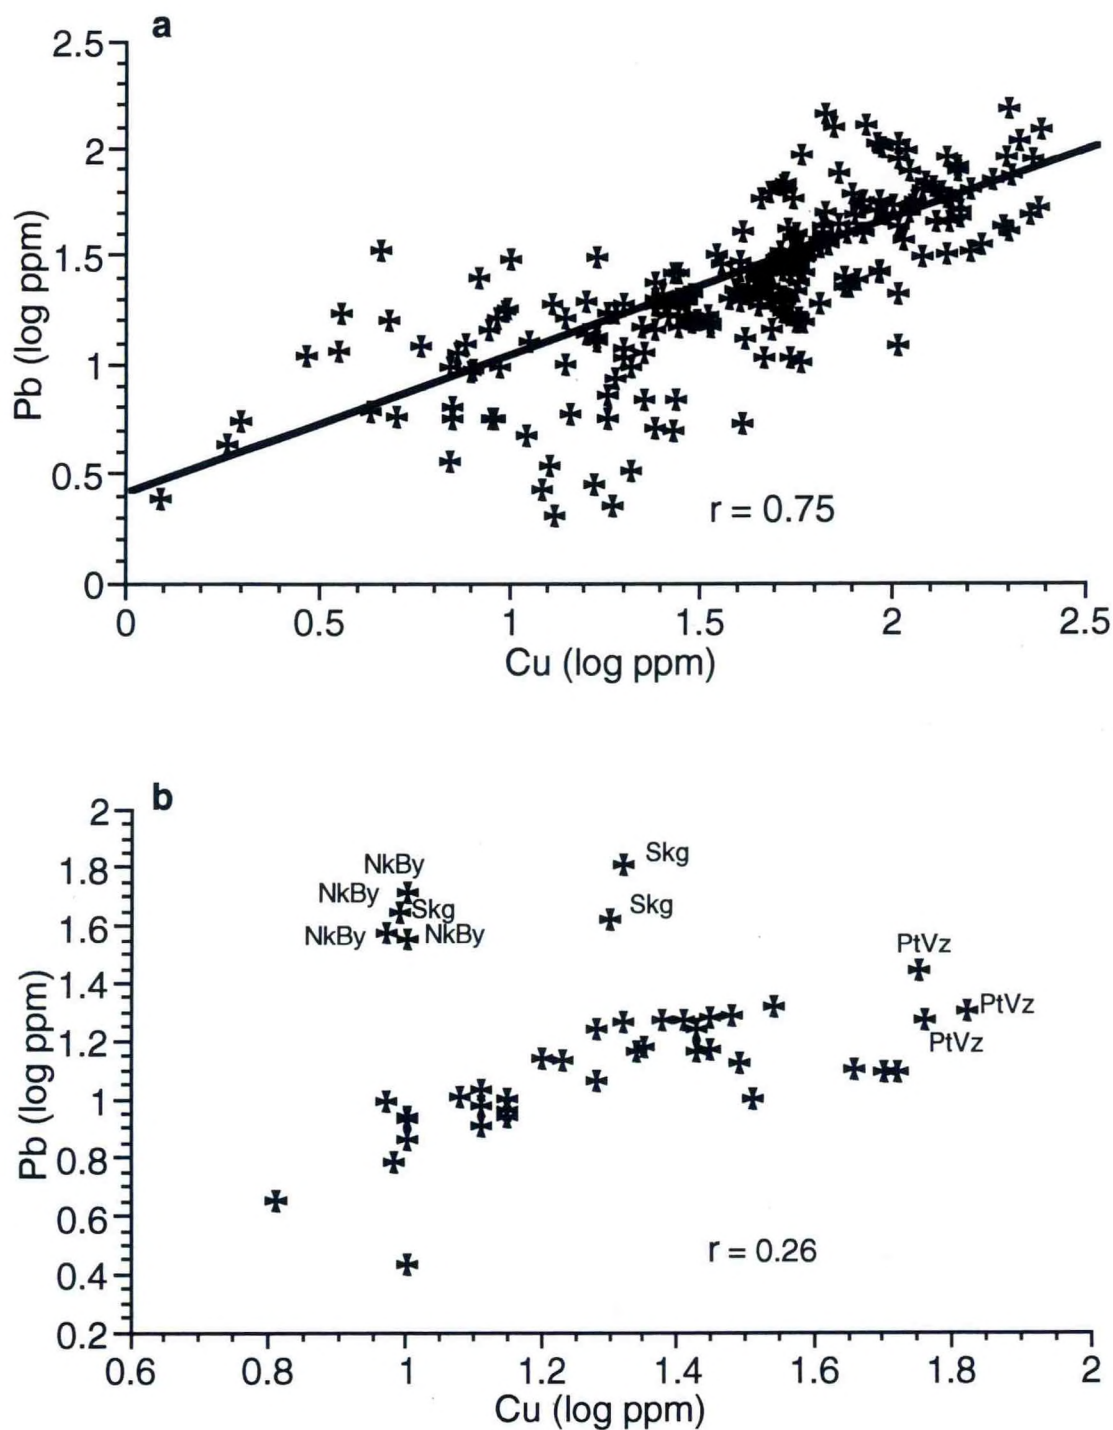 a
2.5
2
1.5
1
0.5
0
Pb (log ppm)
r = 0.75
0 0.5 1 1.5 2 2.5
Cu (log ppm)
b
2
1.8
1.6
1.4
1.2
1
0.8
0.6
0.4
0.2
Pb (log ppm)
NkBy
NkBy
Skg
NkBy
NkBy
Skg
Skg
PtVz
PtVz
PtVz
r = 0.26
0.6 0.8 1 1.2 1.4 1.6 1.8 2
Cu (log ppm)